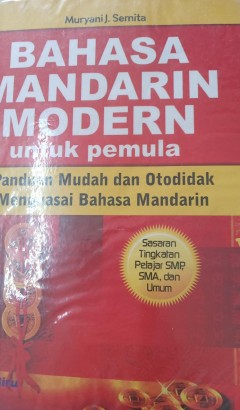 Muryani J. Semita
BAHASA
MANDARIN
MODERN
untuk pemula
Panduan Mudah dan Otodidak
Menguasai Bahasa Mandarin
Sasaran
Tingkatan
Pelajar SMP,
SMA, dan
Umum